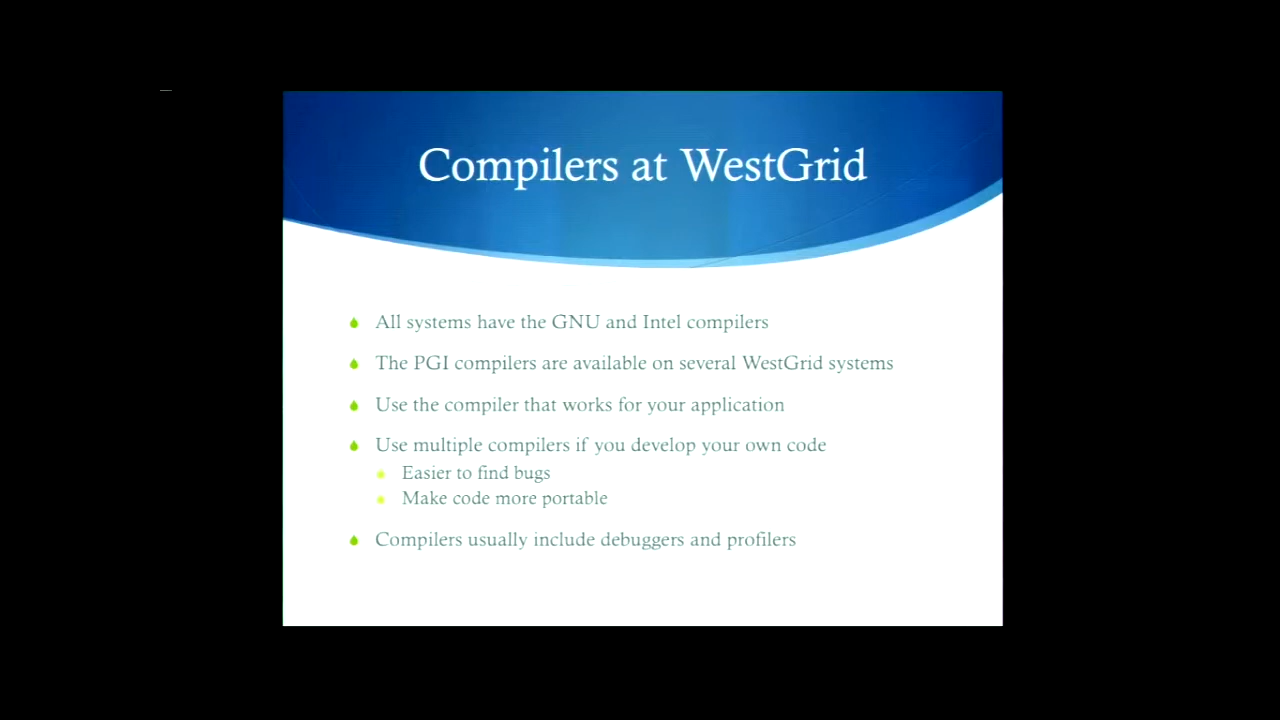 Compilers at WestGrid
All systems have the GNU and Intel compilers
The PGI compilers are available on several WestGrid systems
Use the compiler that works for your application
Use multiple compilers if you develop your own code
Easier to find bugs
Make code more portable
Compilers usually include debuggers and profilers